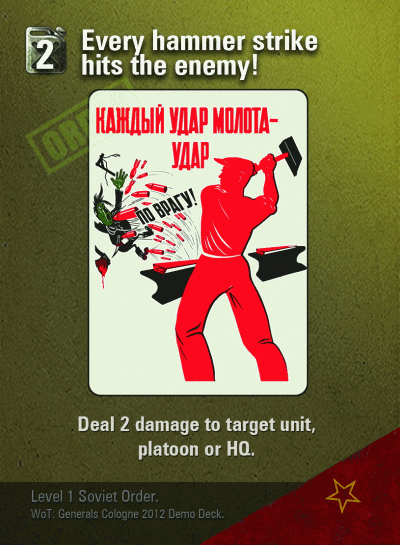 2
Every hammer strike
hits the enemy!
ORDER
КАЖДЫЙ УДАР МОЛОТА-
УДАР
ПО ВРАГУ!
Deal 2 damage to target unit,
platoon or HQ.
Level 1 Soviet Order.
WoT: Generals Cologne 2012 Demo Deck.